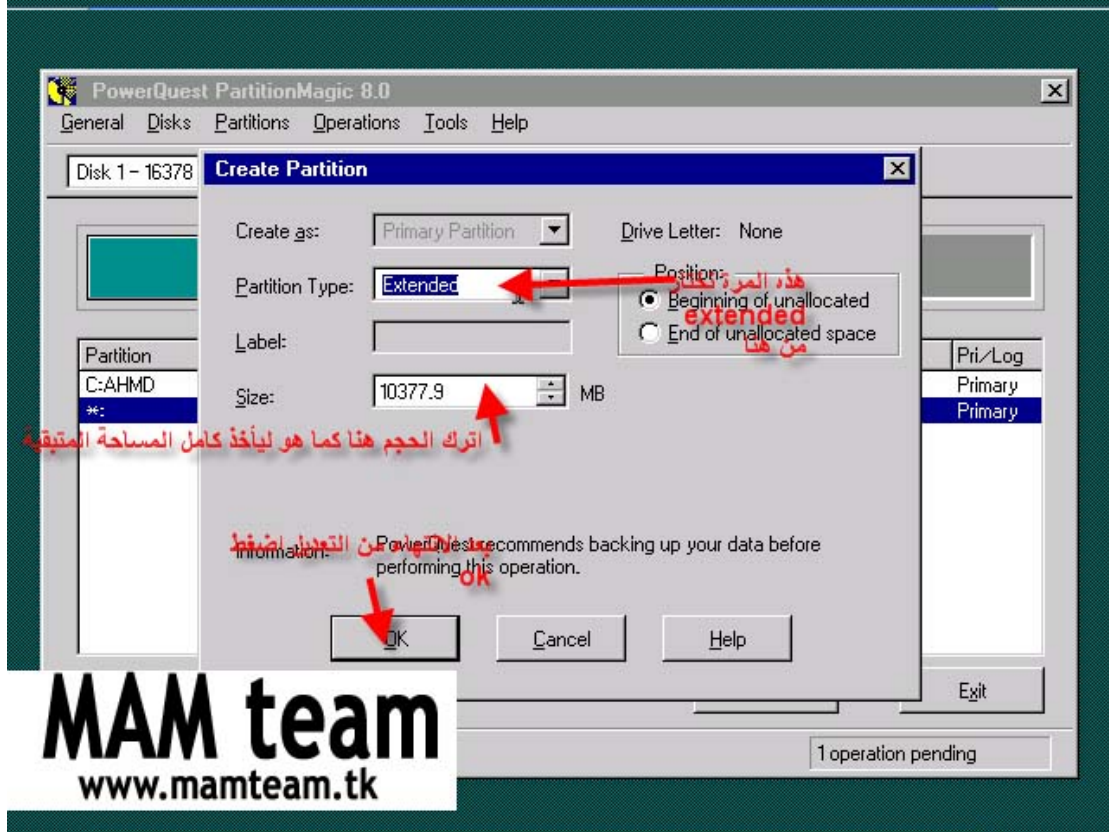 PowerQuest PartitionMagic 8.0
General Disks Partitions Operations Tools Help
Disk 1 – 16378
Create Partition
Create as: Primary Partition
Drive Letter: None
Partition Type: Extended
Position:
هذه المرة نختار
Beginning of unallocated
extended
End of unallocated space
من هنا
Label:
Partition
Pri/Log
C:AHMD
Primary
Size: 10377.9 MB
*:
Primary
اترك الحجم هنا كما هو ليأخذ كامل المساحة المتبقية
بعد الانتهاء من التعديل اضغط
ok
Information: PowerQuest recommends backing up your data before
performing this operation.
OK
Cancel
Help
Exit
MAM team
www.mamteam.tk
1 operation pending